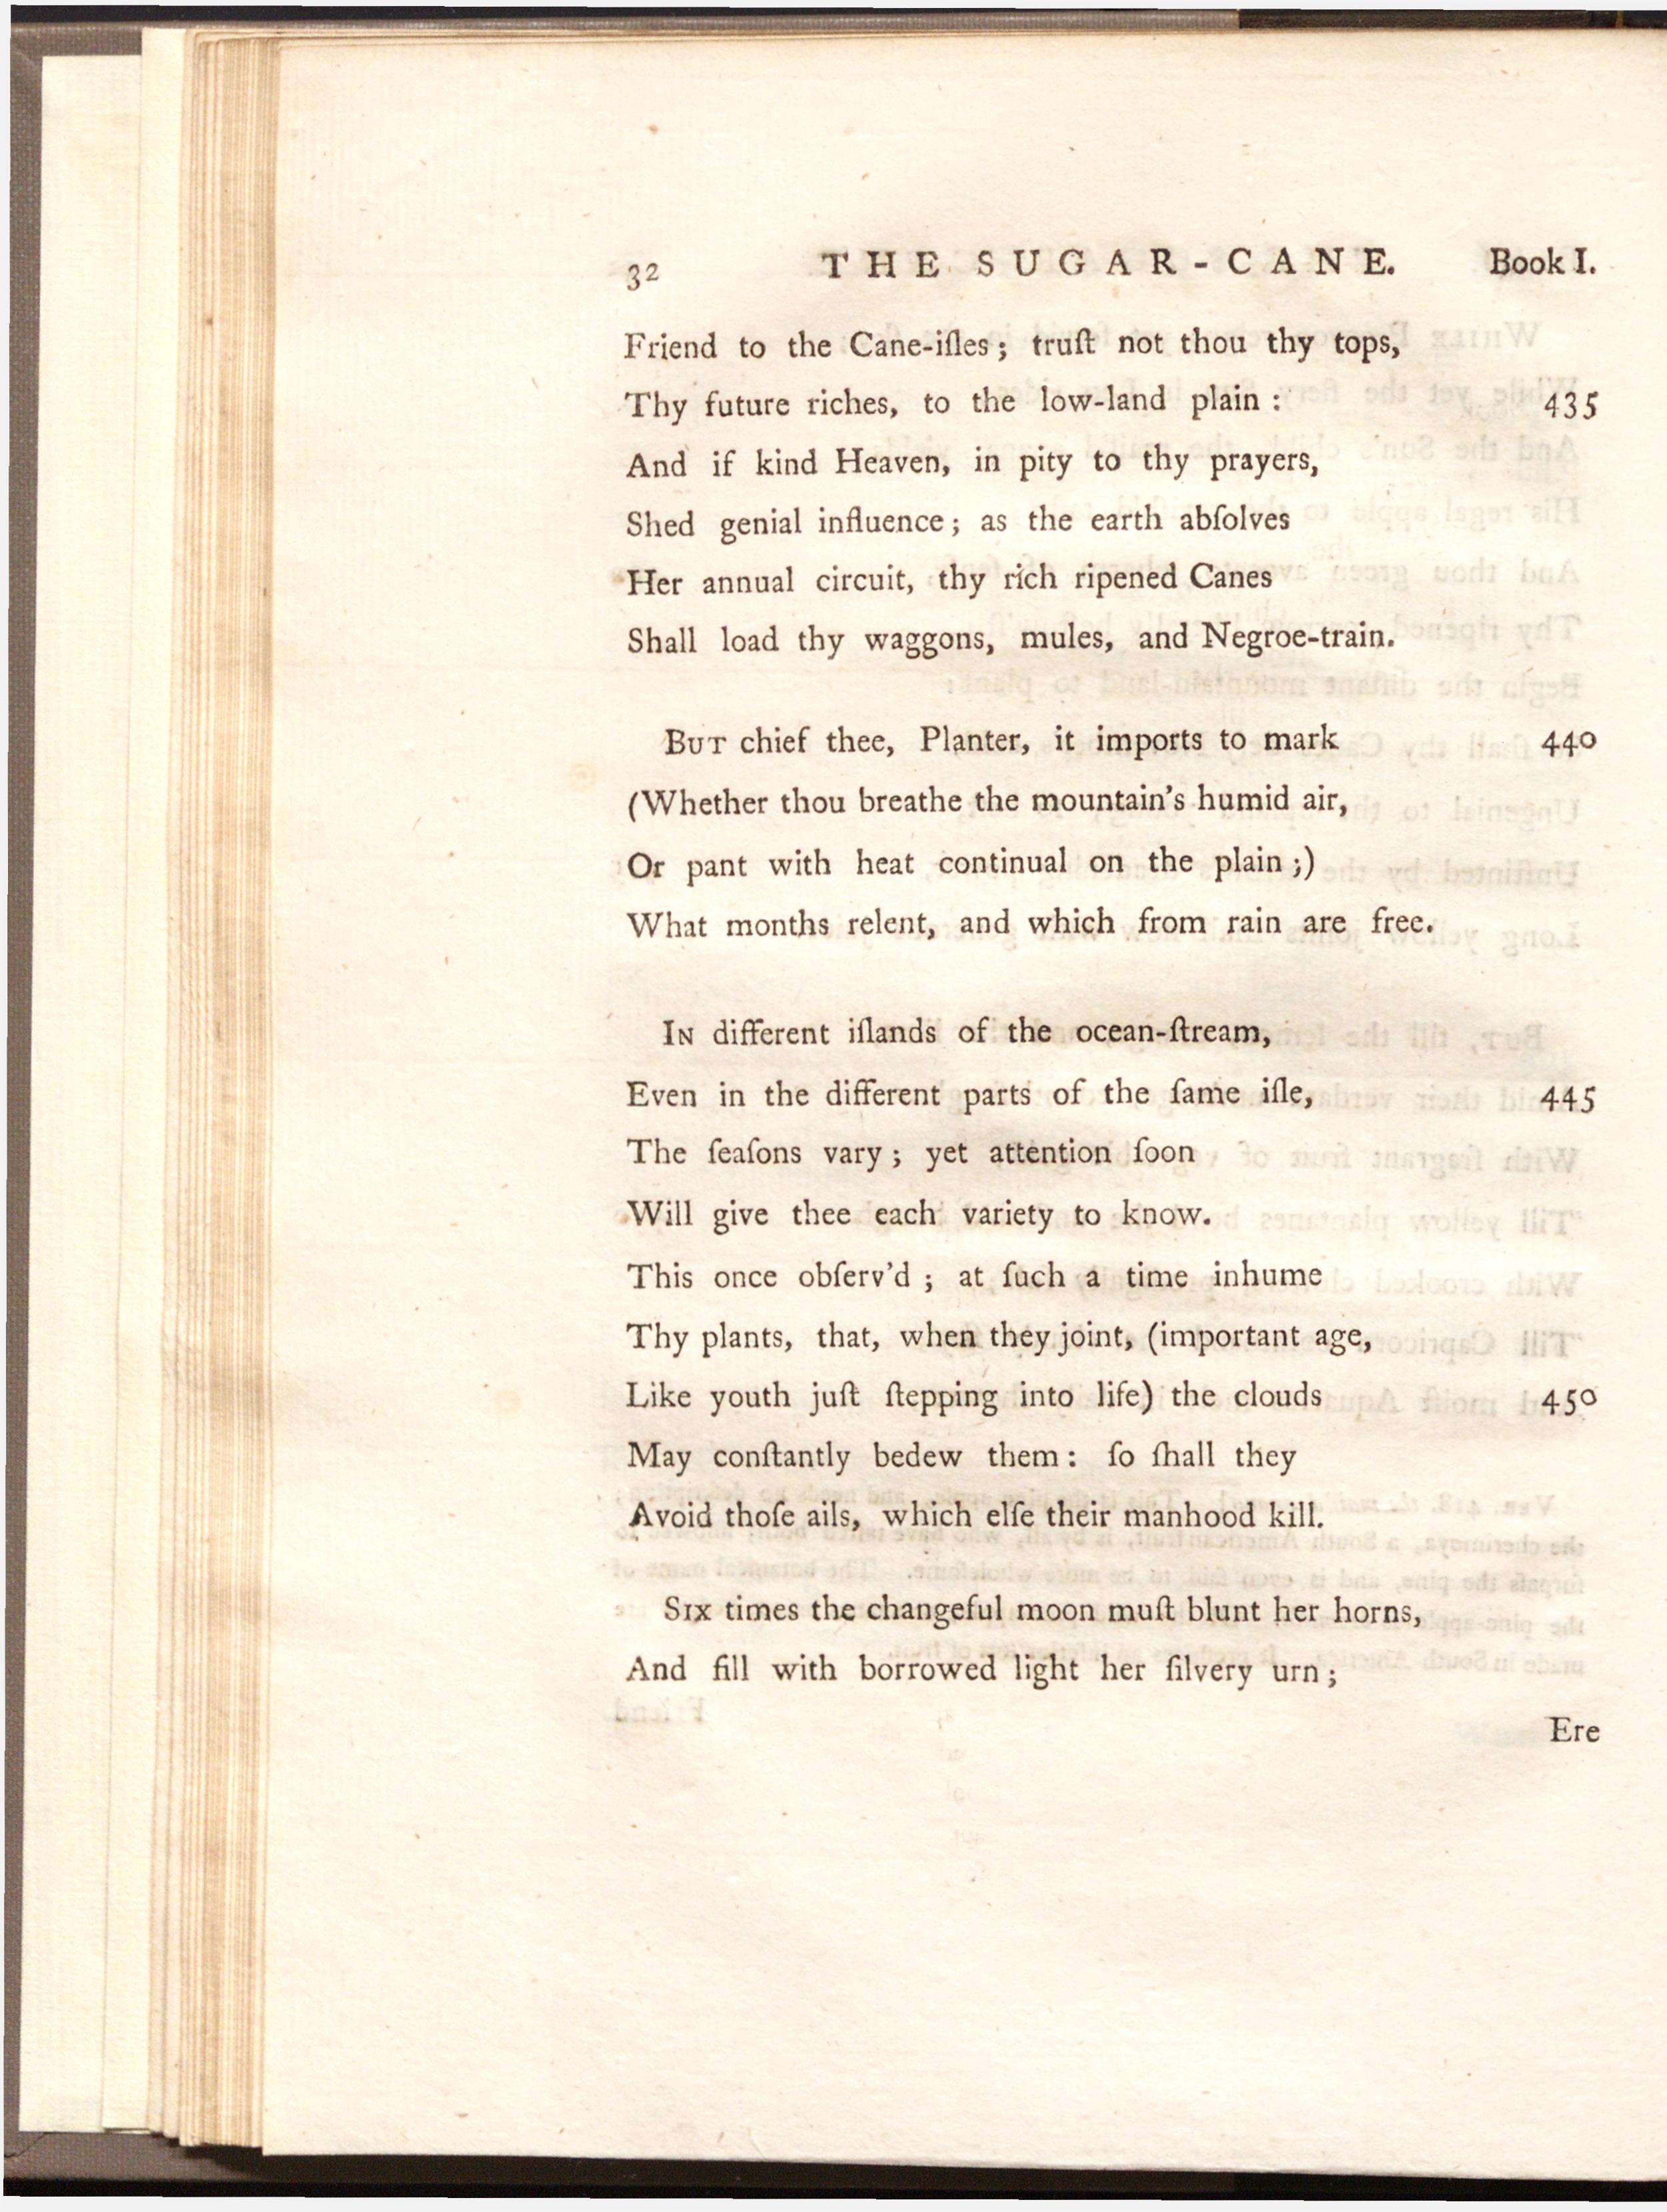 32 THE SUGAR-CANE. Book I.
Friend to the Cane-iſles; truſt not thou thy tops,
Thy future riches, to the low-land plain: 435
And if kind Heaven, in pity to thy prayers,
Shed genial influence; as the earth abſolves
Her annual circuit, thy rich ripened Canes
Shall load thy waggons, mules, and Negroe-train.
But chief thee, Planter, it imports to mark 440
(Whether thou breathe the mountain's humid air,
Or pant with heat continual on the plain;)
What months relent, and which from rain are free.
In different iſlands of the ocean-ſtream,
Even in the different parts of the ſame iſle, 445
The ſeaſons vary; yet attention ſoon
Will give thee each variety to know.
This once obſerv'd; at ſuch a time inhume
Thy plants, that, when they joint, (important age,
Like youth juſt ſtepping into life) the clouds 450
May conſtantly bedew them: ſo ſhall they
Avoid thoſe ails, which elſe their manhood kill.
Six times the changeful moon muſt blunt her horns,
And fill with borrowed light her ſilvery urn;
Ere